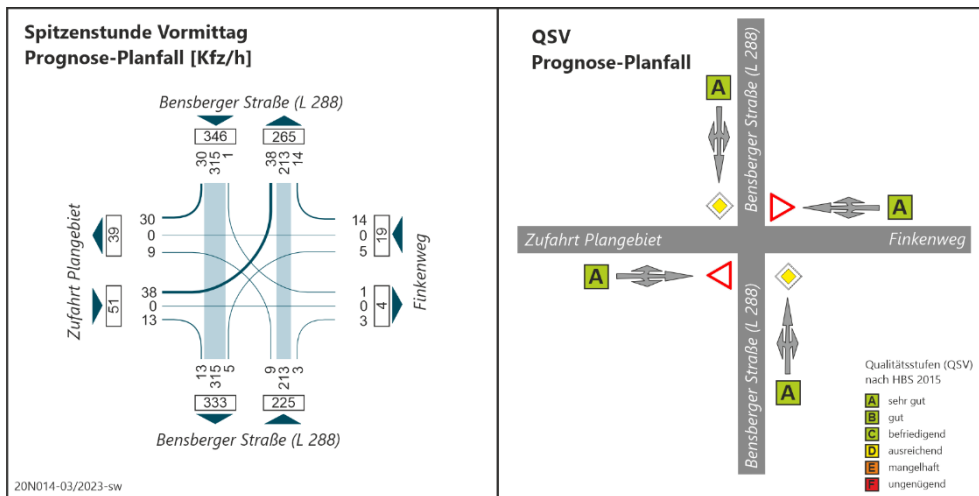 Spitzenstunde Vormittag
Prognose-Planfall [Kfz/h]
Bensberger Straße (L 288)
346 265
30 315 1 38 213 14
Zufahrt Plangebiet
39
30
0
9
51
38
0
13
14
0
5
19
1
0
3
4
Finkenweg
13 315 5 9 213 3
333 225
Bensberger Straße (L 288)
20N014-03/2023-sw
QSV
Prognose-Planfall
Bensberger Straße (L 288)
A
A
Zufahrt Plangebiet
Finkenweg
A
Bensberger Straße (L 288)
A
Qualitätsstufen (QSV)
nach HBS 2015
A sehr gut
B gut
C befriedigend
D ausreichend
E mangelhaft
F ungenügend